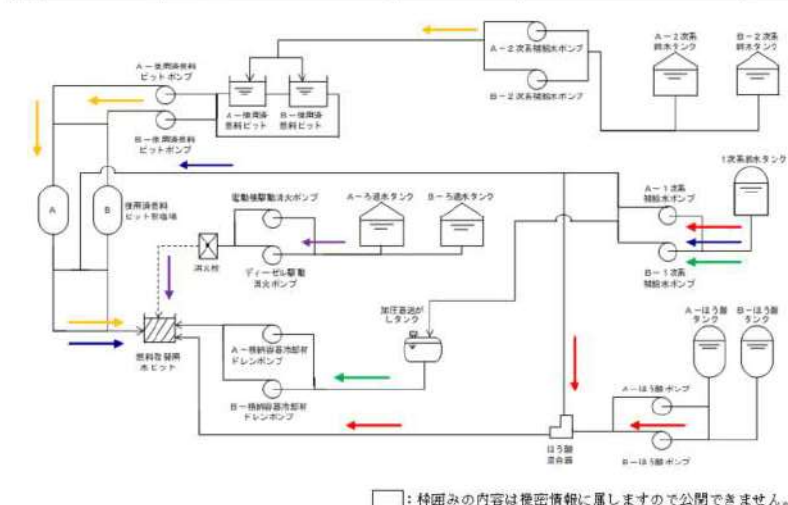 A－2次系補給水ポンプ
B－2次系補給水ポンプ
A－2次系
純水タンク
B－2次系
純水タンク
A－使用済燃料
ピットポンプ
B－使用済燃料
ピットポンプ
A－使用済
燃料ピット
B－使用済
燃料ピット
A
B
使用済燃料
ピット脱塩塔
電動機駆動消火ポンプ
ディーゼル駆動
消火ポンプ
消火栓
A－ろ過水タンク
B－ろ過水タンク
1次系純水タンク
A－1次系
補給水ポンプ
B－1次系
補給水ポンプ
加圧器逃が
しタンク
燃料取替用
水ピット
A－格納容器冷却材
ドレンポンプ
B－格納容器冷却材
ドレンポンプ
A－ほう酸
タンク
B－ほう酸
タンク
A－ほう酸ポンプ
B－ほう酸ポンプ
ほう酸
混合器
：枠囲みの内容は機密情報に属しますので公開できません。